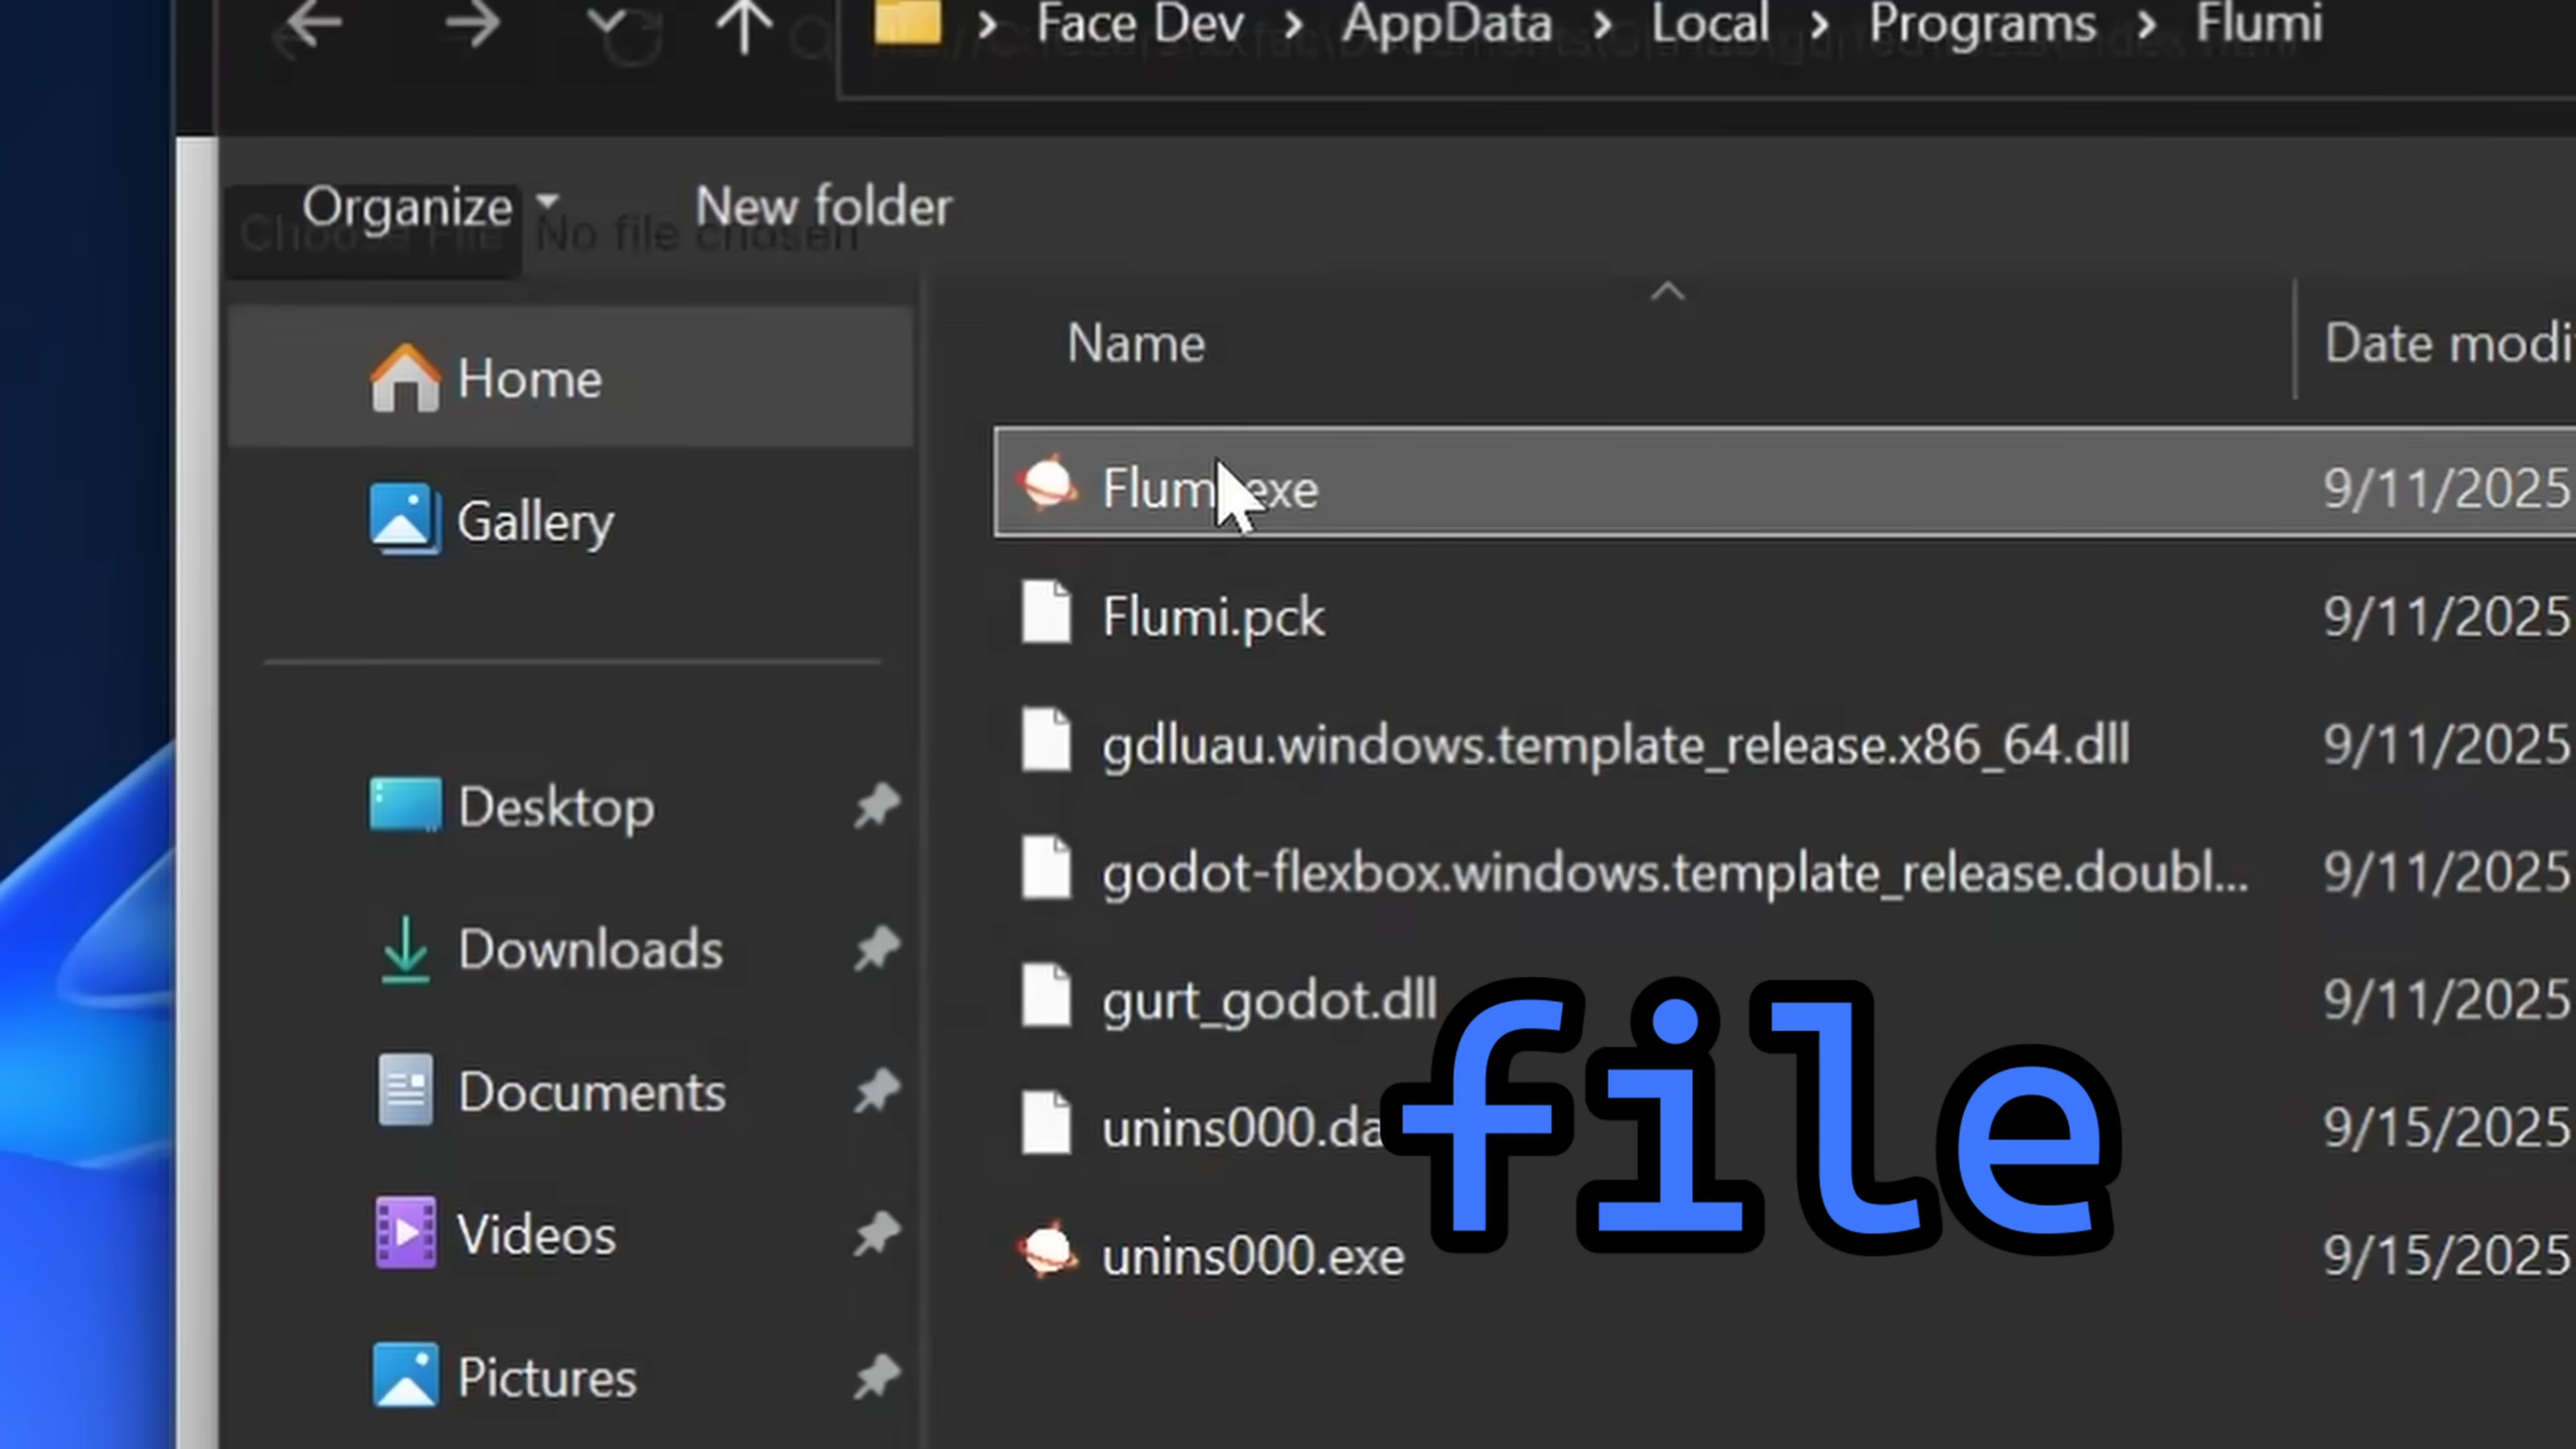 Face Dev > AppData > Local > Programs > Flumi
Organize New folder
Choose File No file chosen
Name Date modi
Home
Gallery
Desktop
Downloads
Documents
Videos
Pictures
Flum exe 9/11/2025
Flumi.pck 9/11/2025
gdluau.windows.template_release.x86_64.dll 9/11/2025
godot-flexbox.windows.template_release.doubl... 9/11/2025
gurt_godot.dll 9/11/2025
unins000.da 9/15/2025
unins000.exe 9/15/2025
file